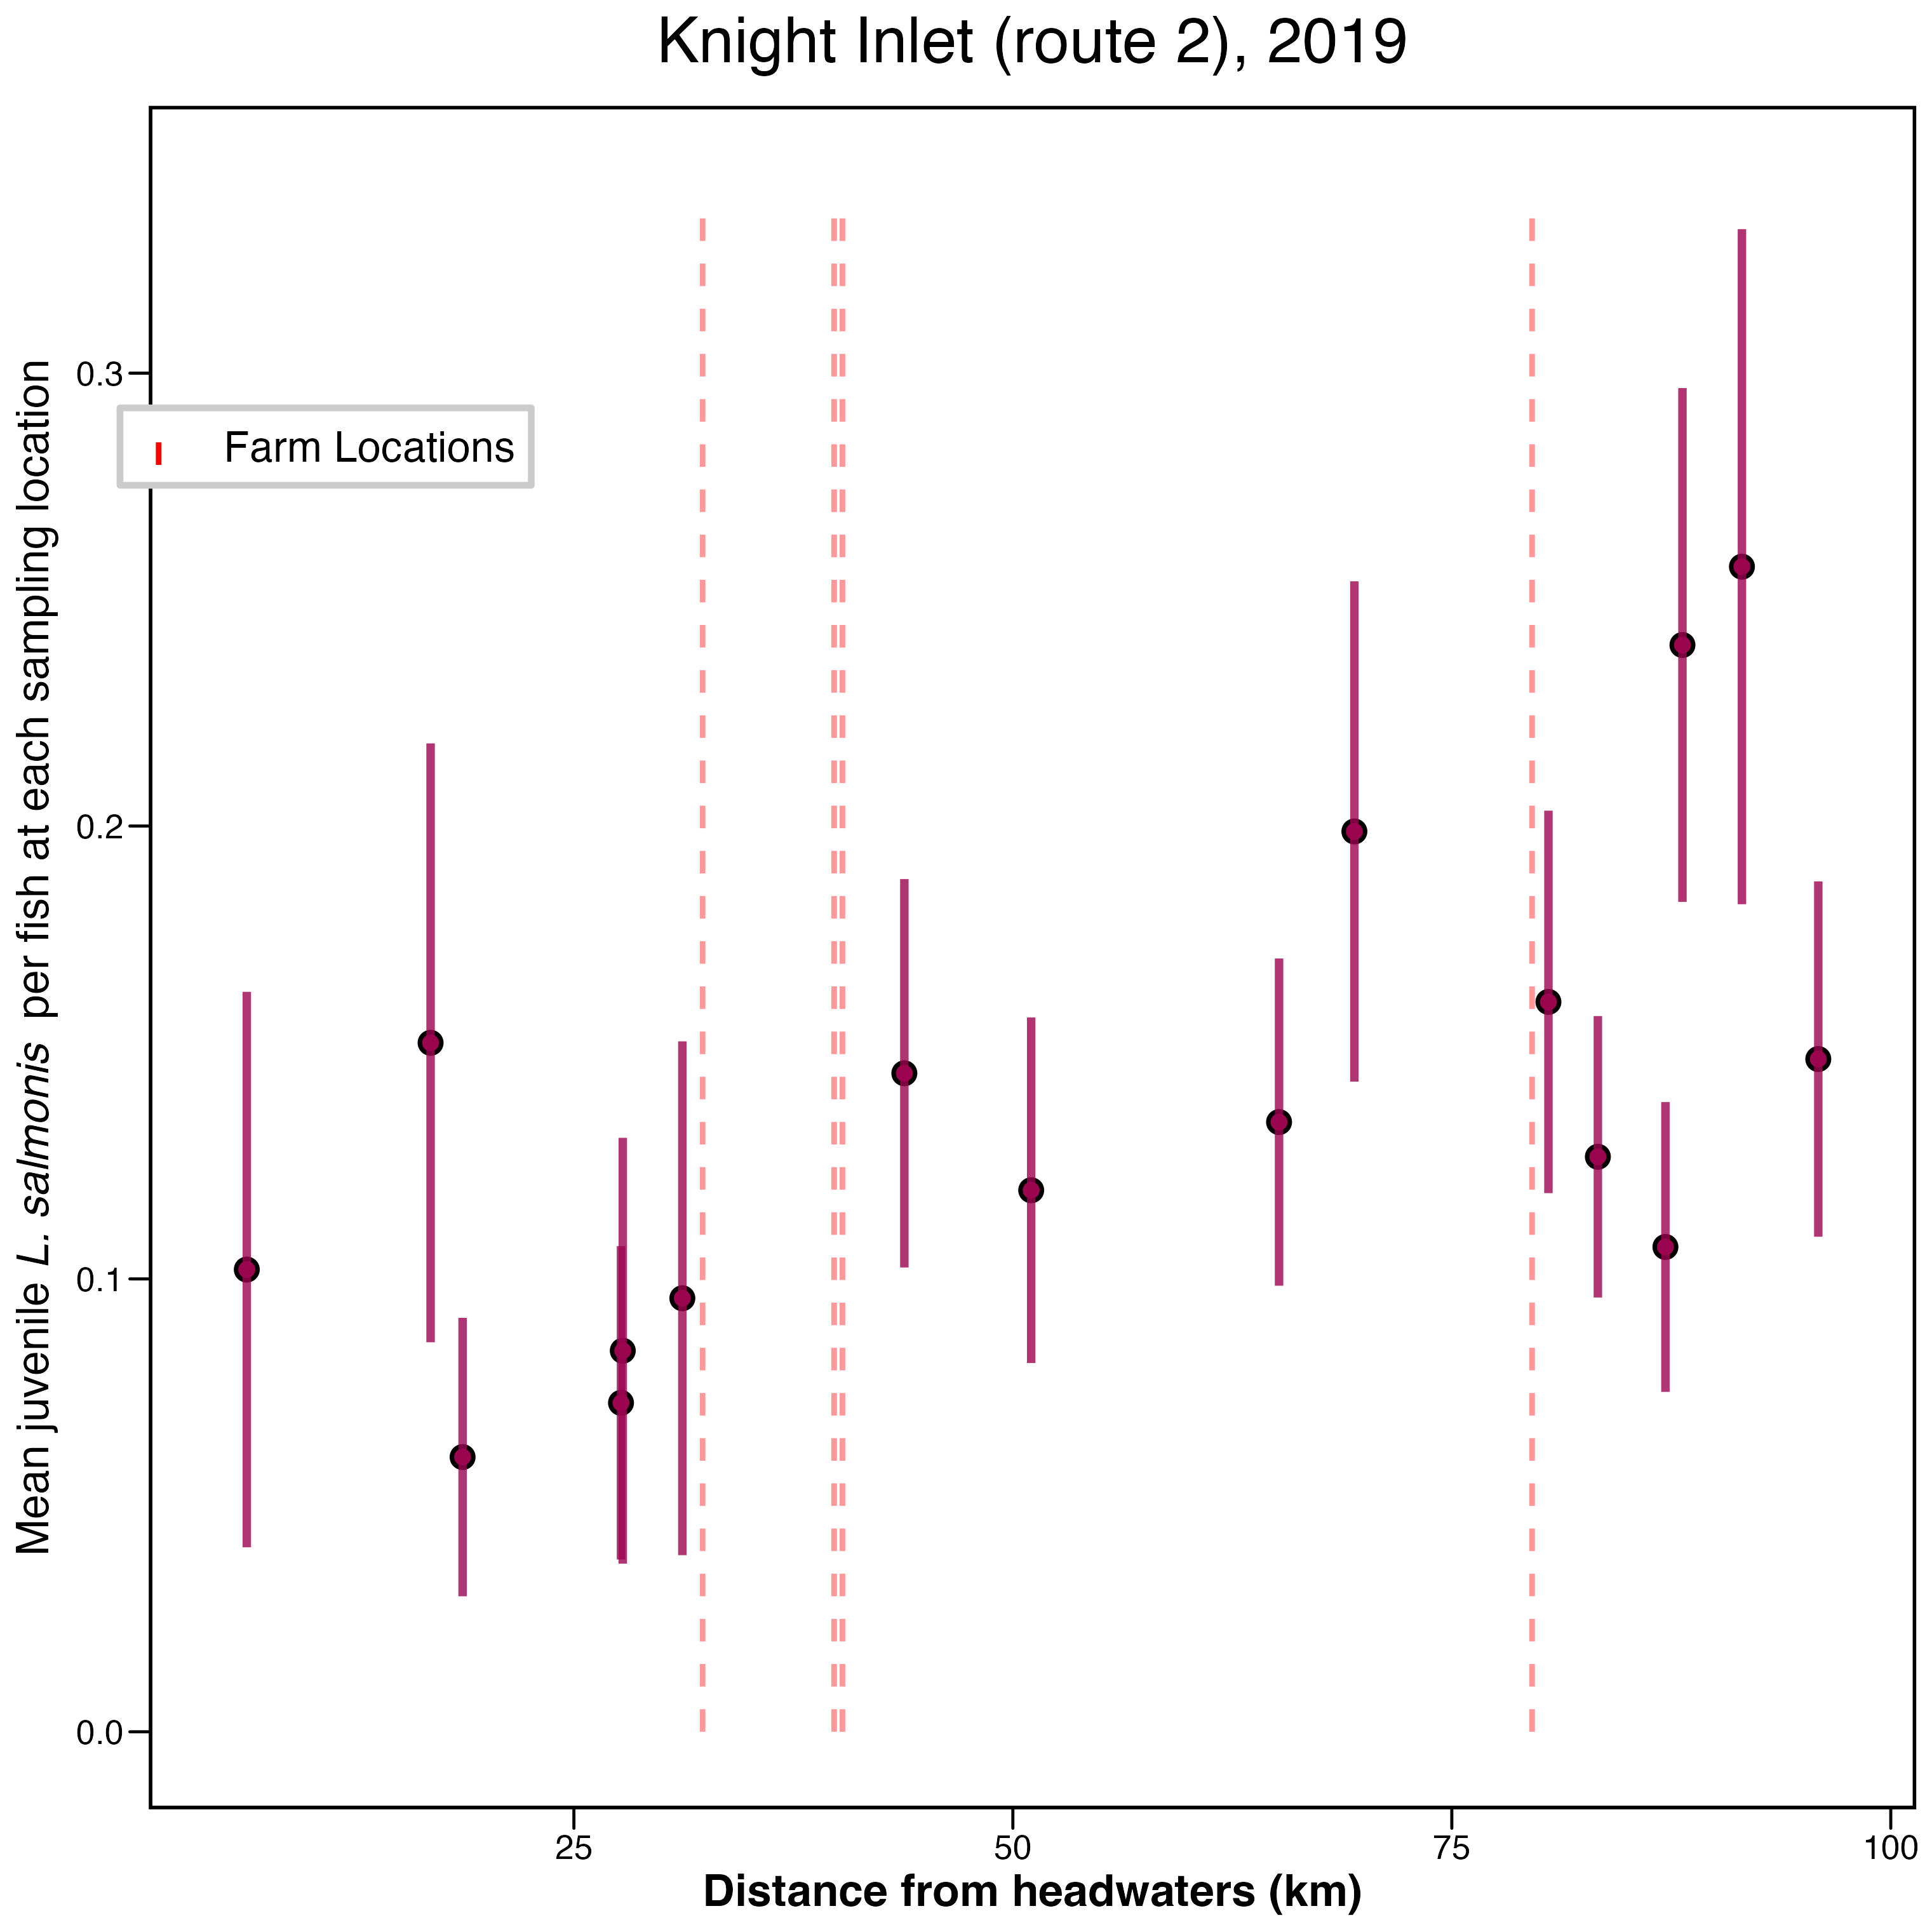 Knight Inlet (route 2), 2019
Mean juvenile L. salmonis per fish at each sampling location
0.3
Farm Locations
0.2
0.1
0.0
25 50 75 100
Distance from headwaters (km)